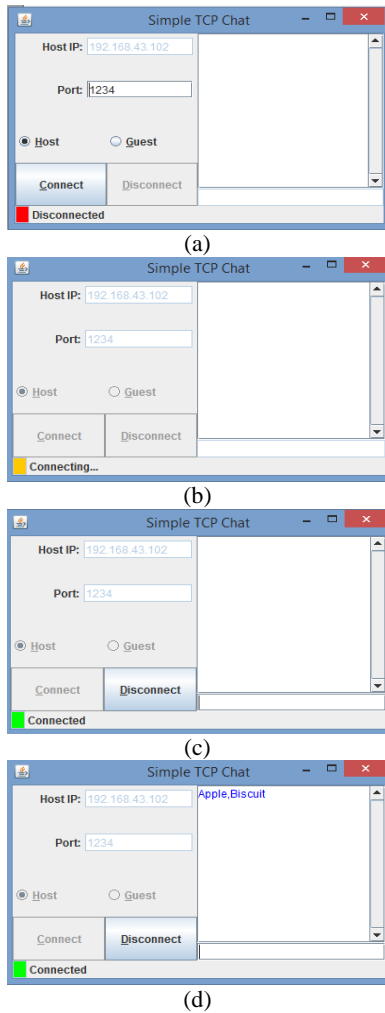 Simple TCP Chat
Host IP: 192.168.43.102
Port: 1234
Host Guest
Connect Disconnect
Disconnected
(a)
Simple TCP Chat
Host IP: 192.168.43.102
Port: 1234
Host Guest
Connect Disconnect
Connecting...
(b)
Simple TCP Chat
Host IP: 192.168.43.102
Port: 1234
Host Guest
Connect Disconnect
Connected
(c)
Simple TCP Chat
Host IP: 192.168.43.102 Apple,Biscuit
Port: 1234
Host Guest
Connect Disconnect
Connected
(d)